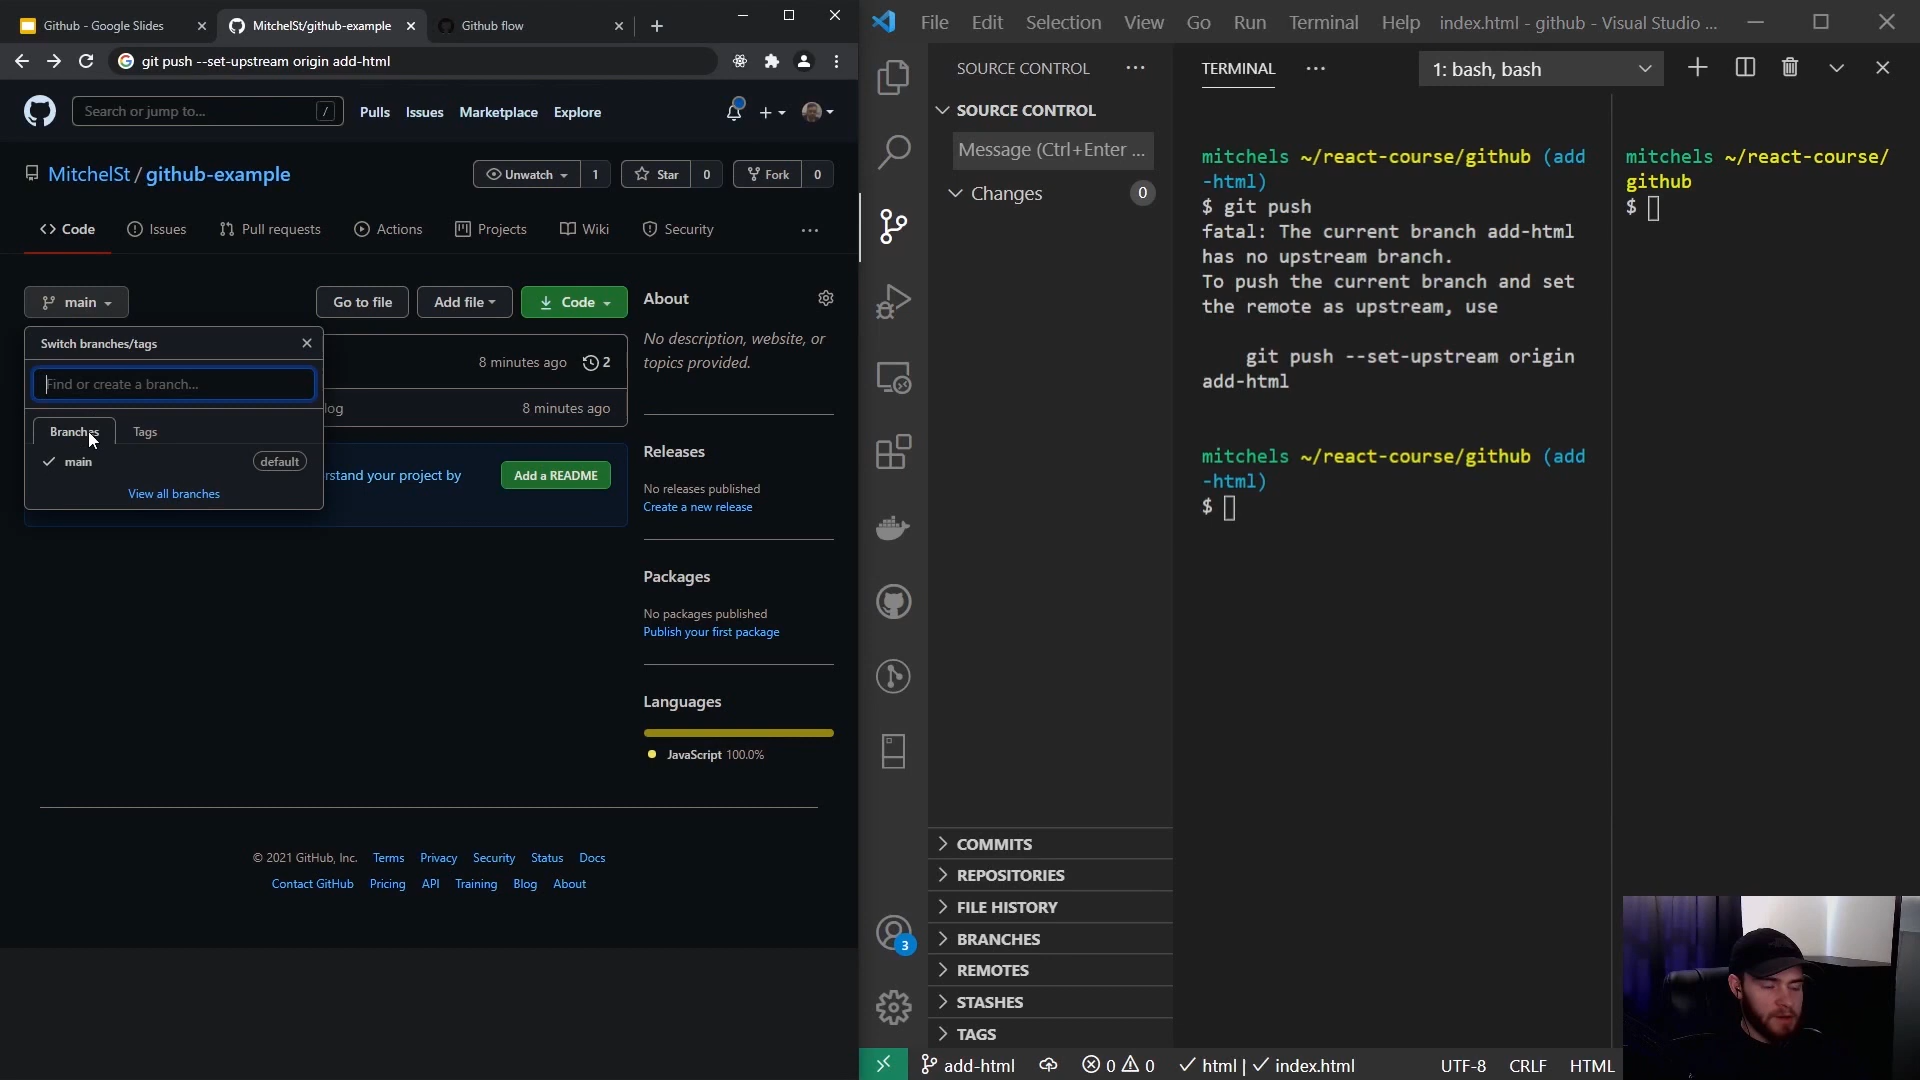 Github - Google Slides
MitchelSt/github-example
Github flow
git push --set-upstream origin add-html
Search or jump to...
/
Pulls
Issues
Marketplace
Explore
MitchelSt / github-example
Unwatch
1
Star
0
Fork
0
Code
Issues
Pull requests
Actions
Projects
Wiki
Security
main
Go to file
Add file
Code
Switch branches/tags
Find or create a branch...
Branches
Tags
main
default
View all branches
8 minutes ago
2
log
8 minutes ago
rstand your project by
Add a README
About
No description, website, or
topics provided.
Releases
No releases published
Create a new release
Packages
No packages published
Publish your first package
Languages
JavaScript 100.0%
© 2021 GitHub, Inc.
Terms
Privacy
Security
Status
Docs
Contact GitHub
Pricing
API
Training
Blog
About
File
Edit
Selection
View
Go
Run
Terminal
Help
index.html - github - Visual Studio ...
SOURCE CONTROL
SOURCE CONTROL
Message (Ctrl+Enter ...
Changes
0
COMMITS
REPOSITORIES
FILE HISTORY
BRANCHES
REMOTES
STASHES
TAGS
3
TERMINAL
1: bash, bash
mitchels ~/react-course/github (add
-html)
$ git push
fatal: The current branch add-html
has no upstream branch.
To push the current branch and set
the remote as upstream, use
git push --set-upstream origin
add-html
mitchels ~/react-course/github (add
-html)
$
mitchels ~/react-course/
github
$
add-html
0
0
html |
index.html
UTF-8
CRLF
HTML